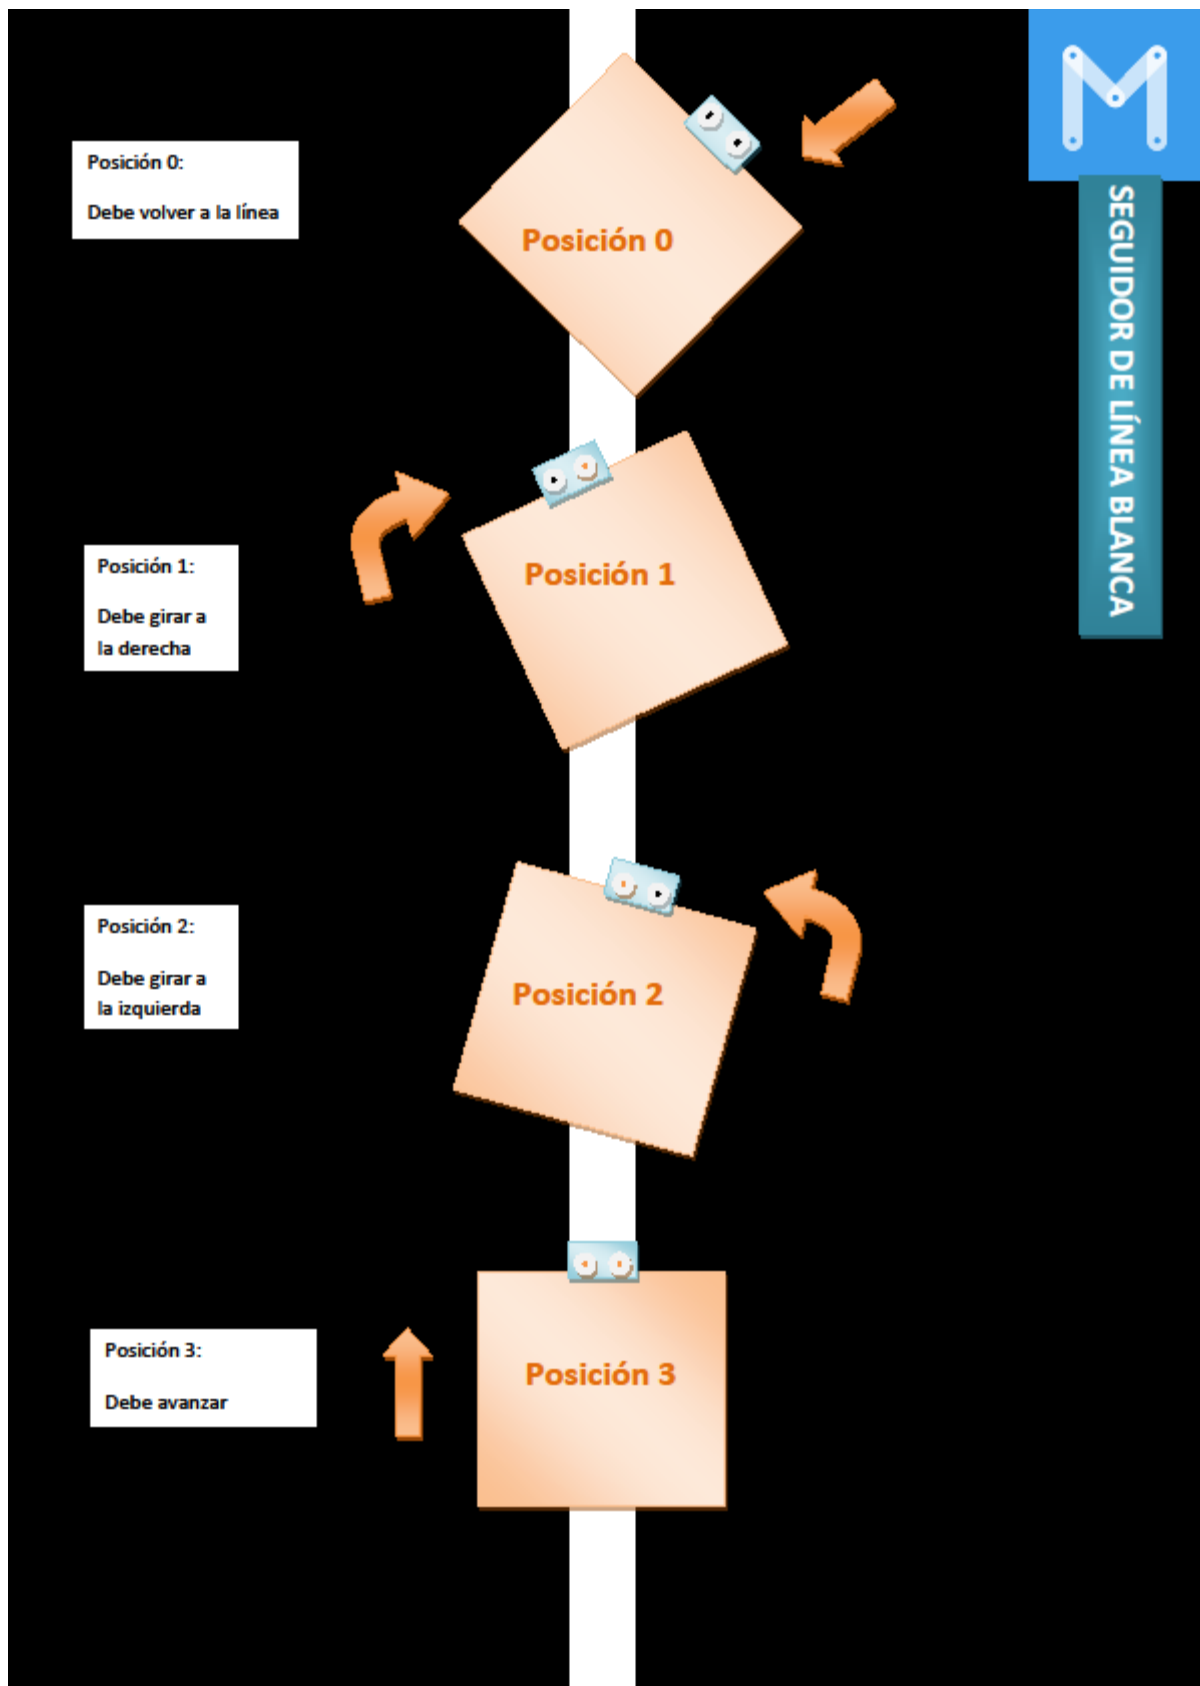 Posición 0:
Debe volver a la línea
Posición 0
SEGUIDOR DE LÍNEA BLANCA
Posición 1:
Debe girar a
la derecha
Posición 1
Posición 2:
Debe girar a
la izquierda
Posición 2
Posición 3:
Debe avanzar
Posición 3